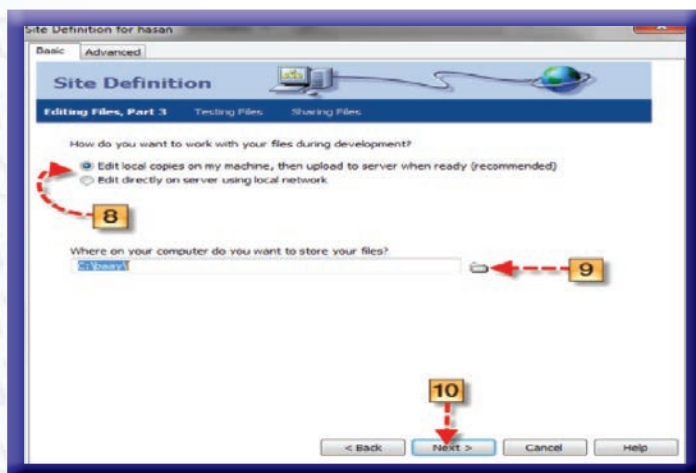 Site Definition for hasan
Basic Advanced
Site Definition
Editing Files, Part 3 Testing Files Sharing Files
How do you want to work with your files during development?
Edit local copies on my machine, then upload to server when ready (recommended)
Edit directly on server using local network
8
Where on your computer do you want to store your files?
9
10
< Back Next > Cancel Help